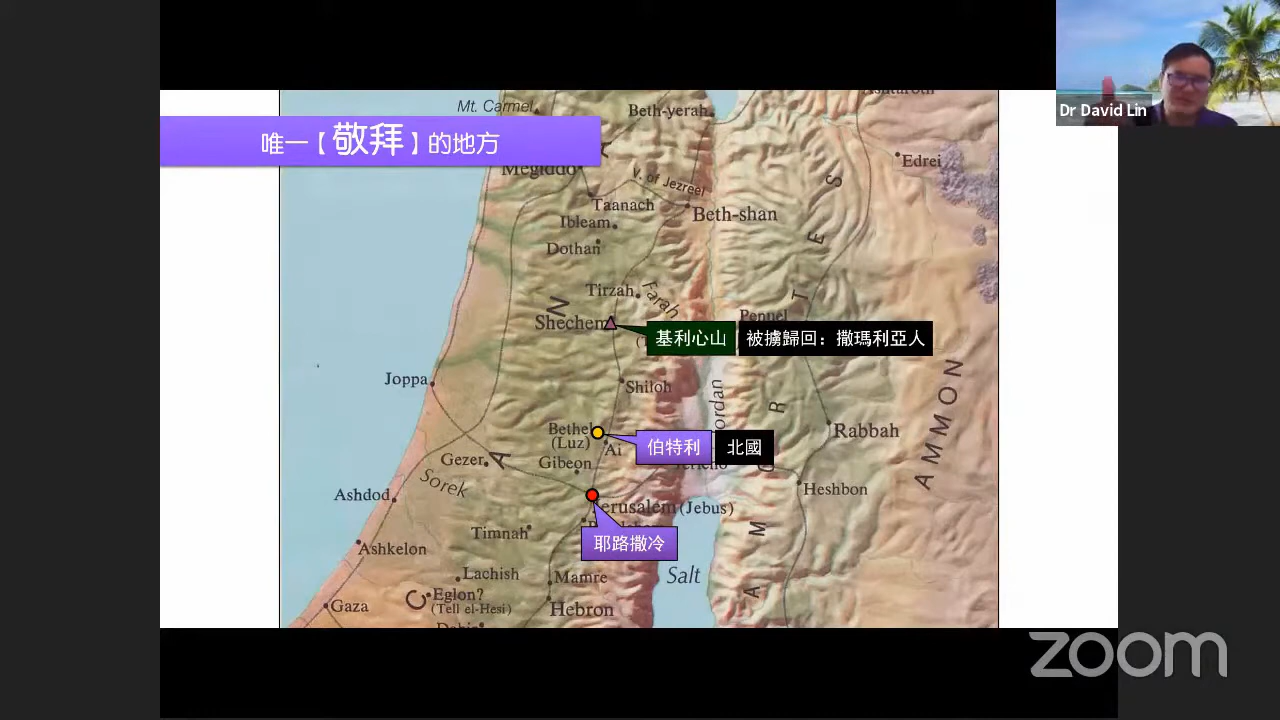 Dr David Lin
Mt. Carmel
Beth-yerah
Ashtaroth
唯一【敬拜】的地方
Edrei
Megiddo
V. of Jezreel
Taanach
Beth-shan
Ibleam
Dothan
Tirzah
Farah
Shechem
Penuel
基利心山
被擄歸回：撒瑪利亞人
Joppa
Shiloh
Jordan
AMMON
Bethel
(Luz)
Ai
伯特利
北國
Rabbah
Gezer
Gibeon
Jericho
Sorek
Heshbon
Ashdod
Jerusalem (Jebus)
Timnah
耶路撒冷
Ashkelon
Lachish
Mamre
Salt
Eglon?
(Tell el-Hesi)
Gaza
Hebron
CANA
AMORTES
zoom